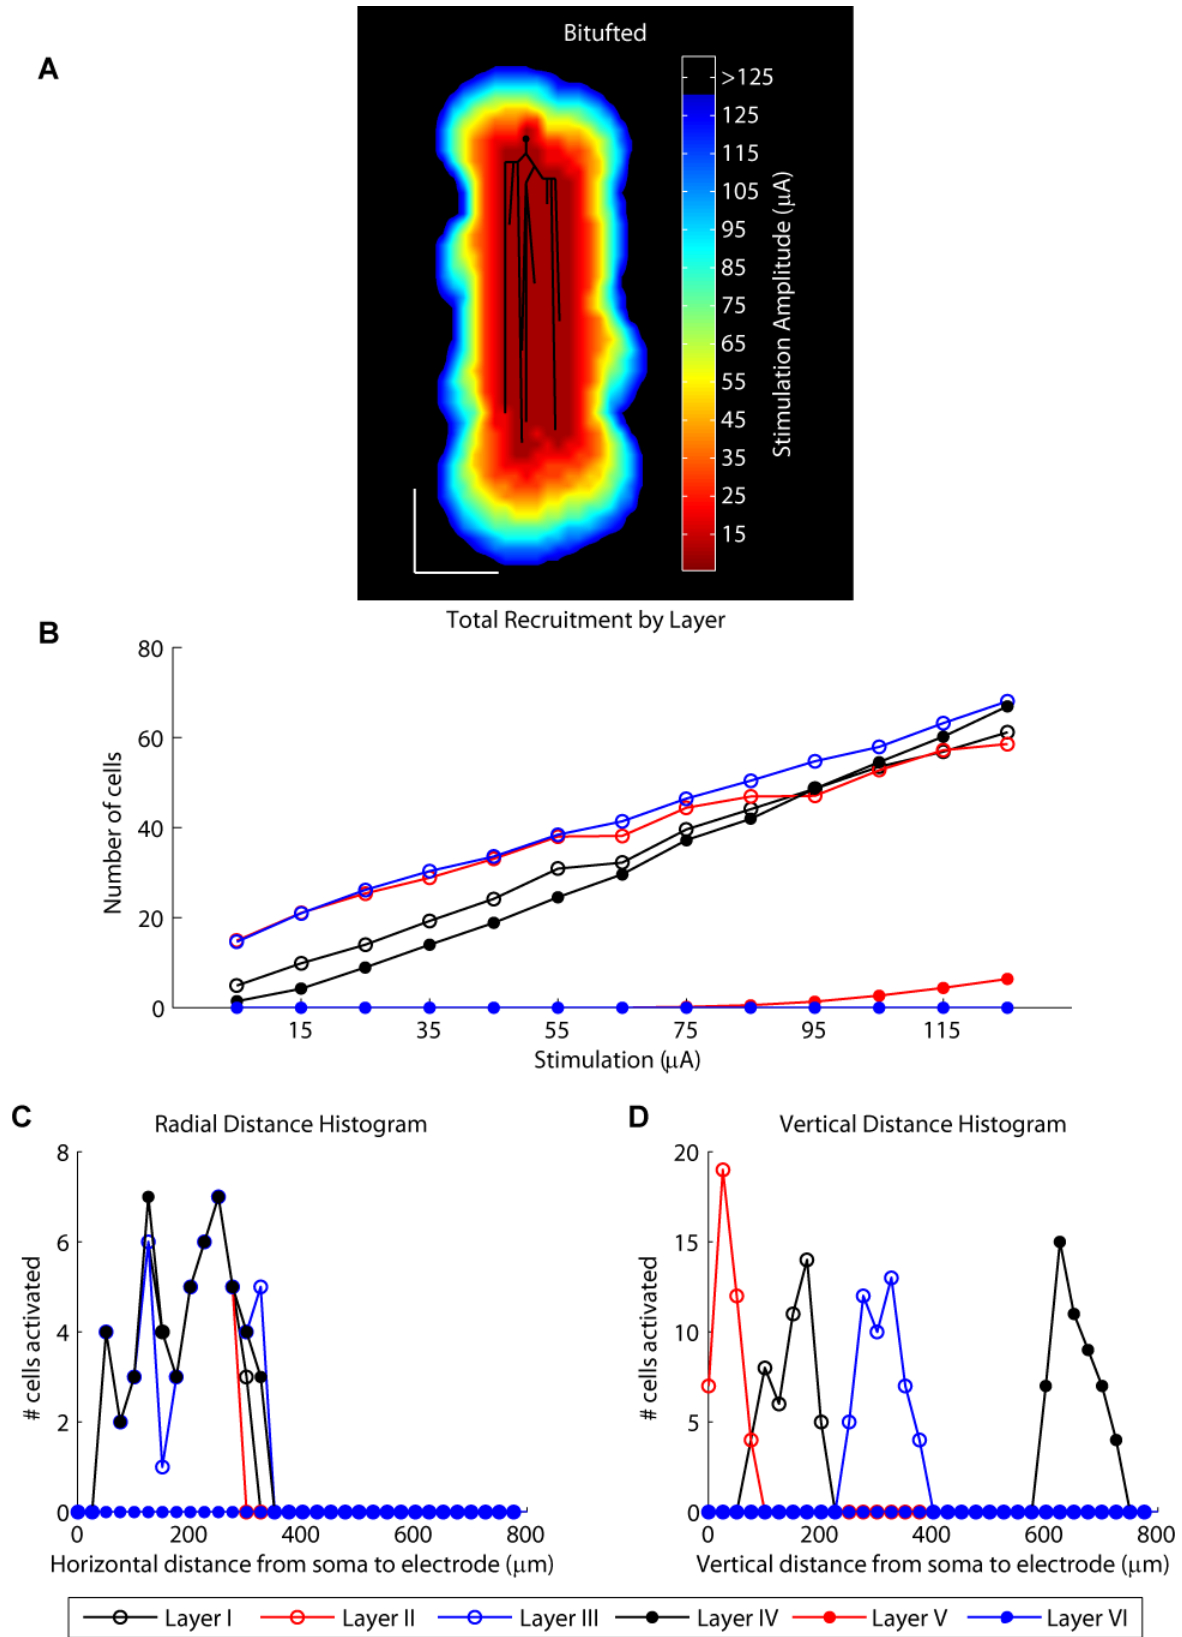 A
Bitufted
>125
125
115
105
95
85
75
65
55
45
35
25
15
Stimulation Amplitude (μA)
B
Total Recruitment by Layer
80
60
40
20
0
Number of cells
15 35 55 75 95 115
Stimulation (μA)
C
Radial Distance Histogram
8
6
4
2
0
# cells activated
0 200 400 600 800
Horizontal distance from soma to electrode (μm)
D
Vertical Distance Histogram
20
15
10
5
0
# cells activated
0 200 400 600 800
Vertical distance from soma to electrode (μm)
Layer I Layer II Layer III Layer IV Layer V Layer VI